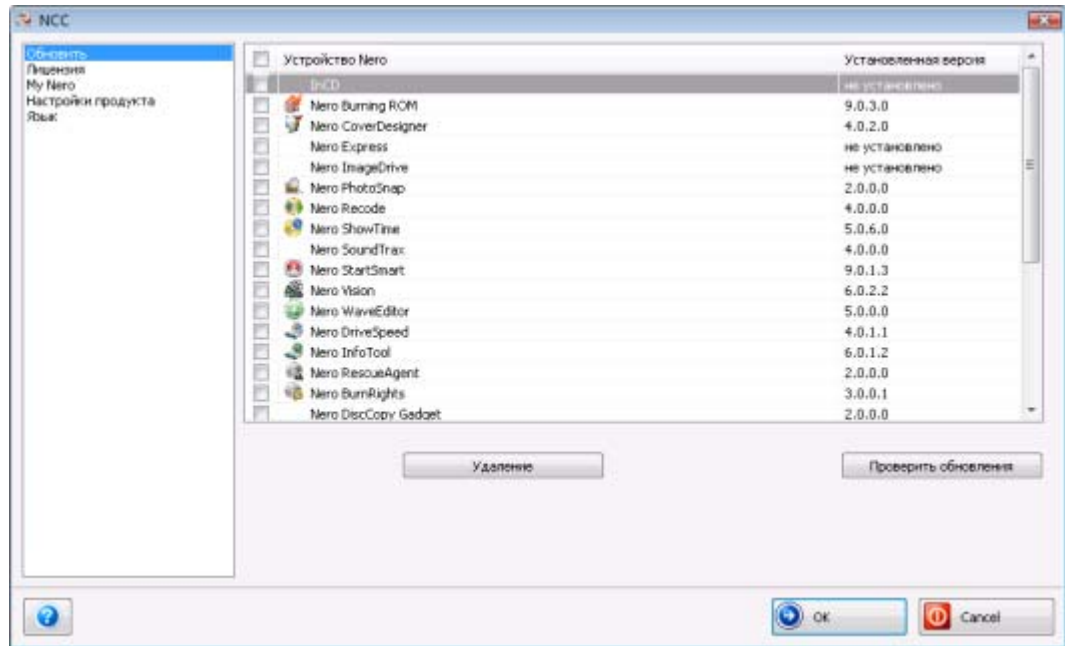 NCC
Обновить
Лицензия
My Nero
Настройки продукта
Язык
Устройство Nero Установленная версия
InCD не установлено
Nero Burning ROM 9.0.3.0
Nero CoverDesigner 4.0.2.0
Nero Express не установлено
Nero ImageDrive не установлено
Nero PhotoSnap 2.0.0.0
Nero Recode 4.0.0.0
Nero ShowTime 5.0.6.0
Nero SoundTrax 4.0.0.0
Nero StartSmart 9.0.1.3
Nero Vision 6.0.2.2
Nero WaveEditor 5.0.0.0
Nero DriveSpeed 4.0.1.1
Nero InfoTool 6.0.1.2
Nero RescueAgent 2.0.0.0
Nero BurnRights 3.0.0.1
Nero DiscCopy Gadget 2.0.0.0
Удаление Проверить обновления
? OK Cancel